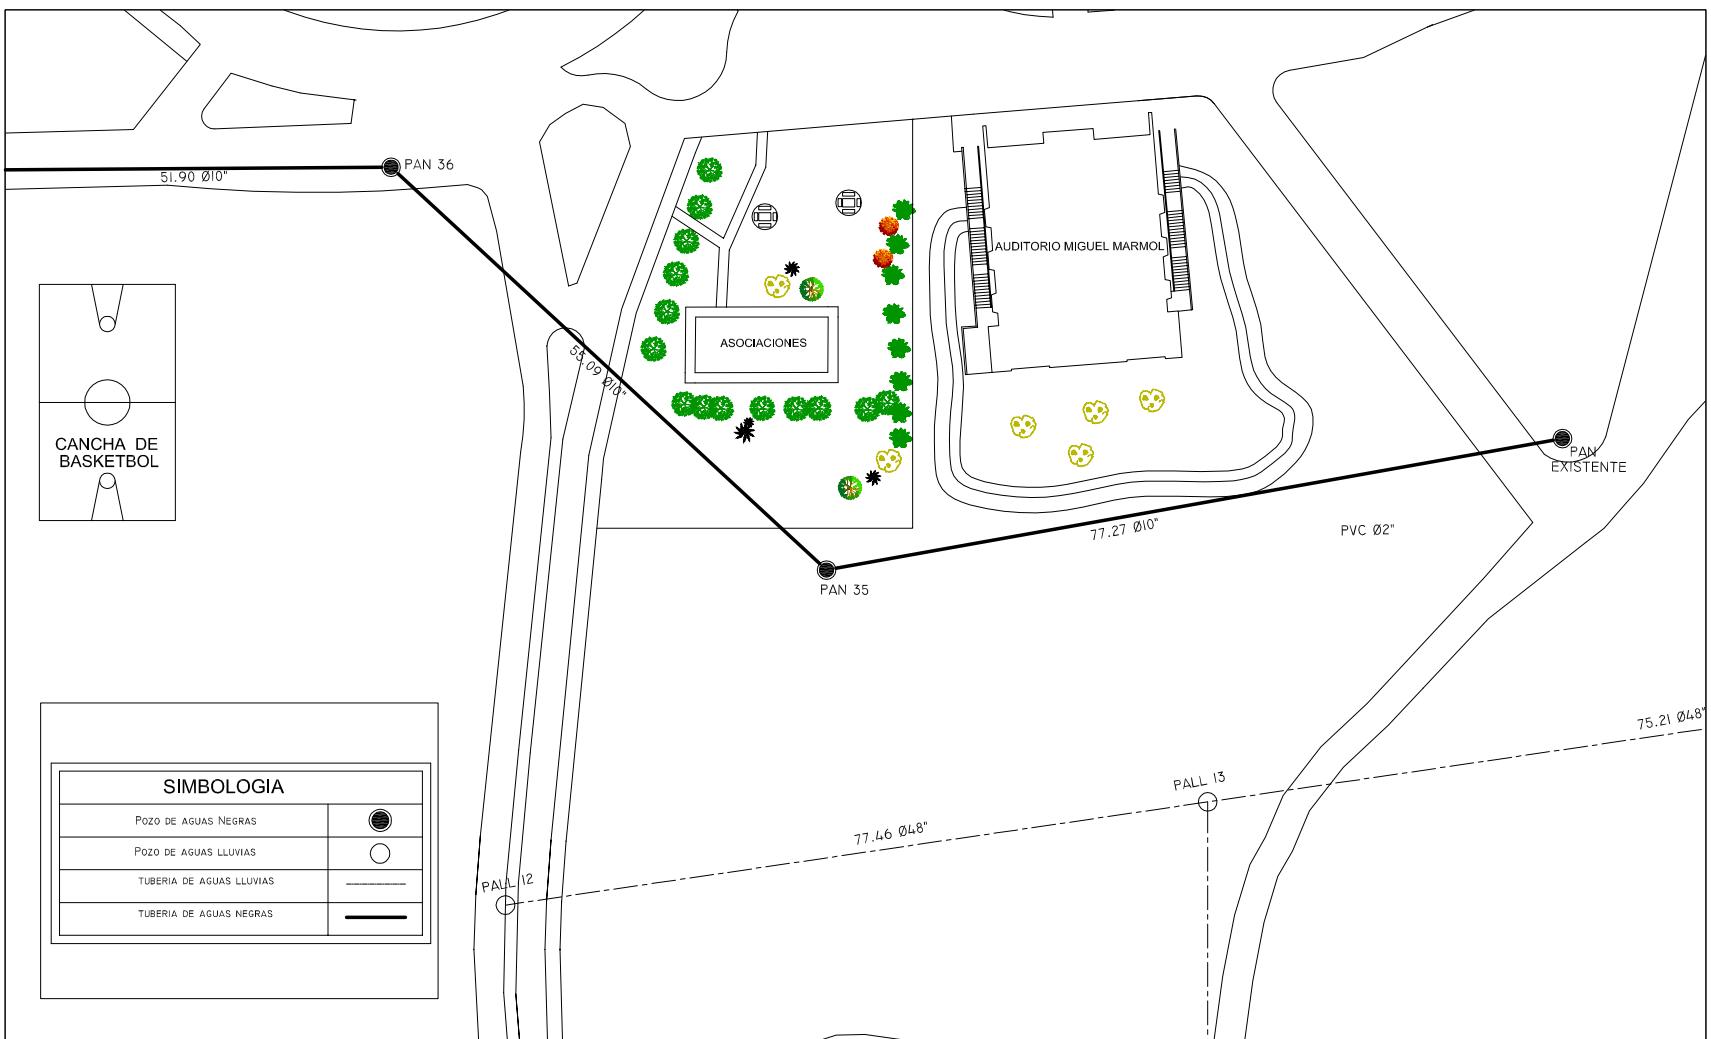 PAN 36
51.90 Ø10"
AUDITORIO MIGUEL MARMOL
ASOCIACIONES
55.09 Ø10"
CANCHA DE
BASKETBOL
PAN
EXISTENTE
77.27 Ø10"
PVC Ø2"
PAN 35
75.21 Ø48"
PALL 13
77.46 Ø48"
PALL 12
SIMBOLOGIA
POZO DE AGUAS NEGRAS
POZO DE AGUAS LLUVIAS
TUBERIA DE AGUAS LLUVIAS
TUBERIA DE AGUAS NEGRAS